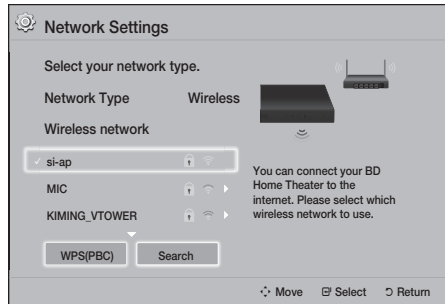 Network Settings
Select your network type.
Network Type Wireless
Wireless network
si-ap
MIC
KIMING_VTOWER
WPS(PBC) Search
You can connect your BD
Home Theater to the
internet. Please select which
wireless network to use.
Move Select Return